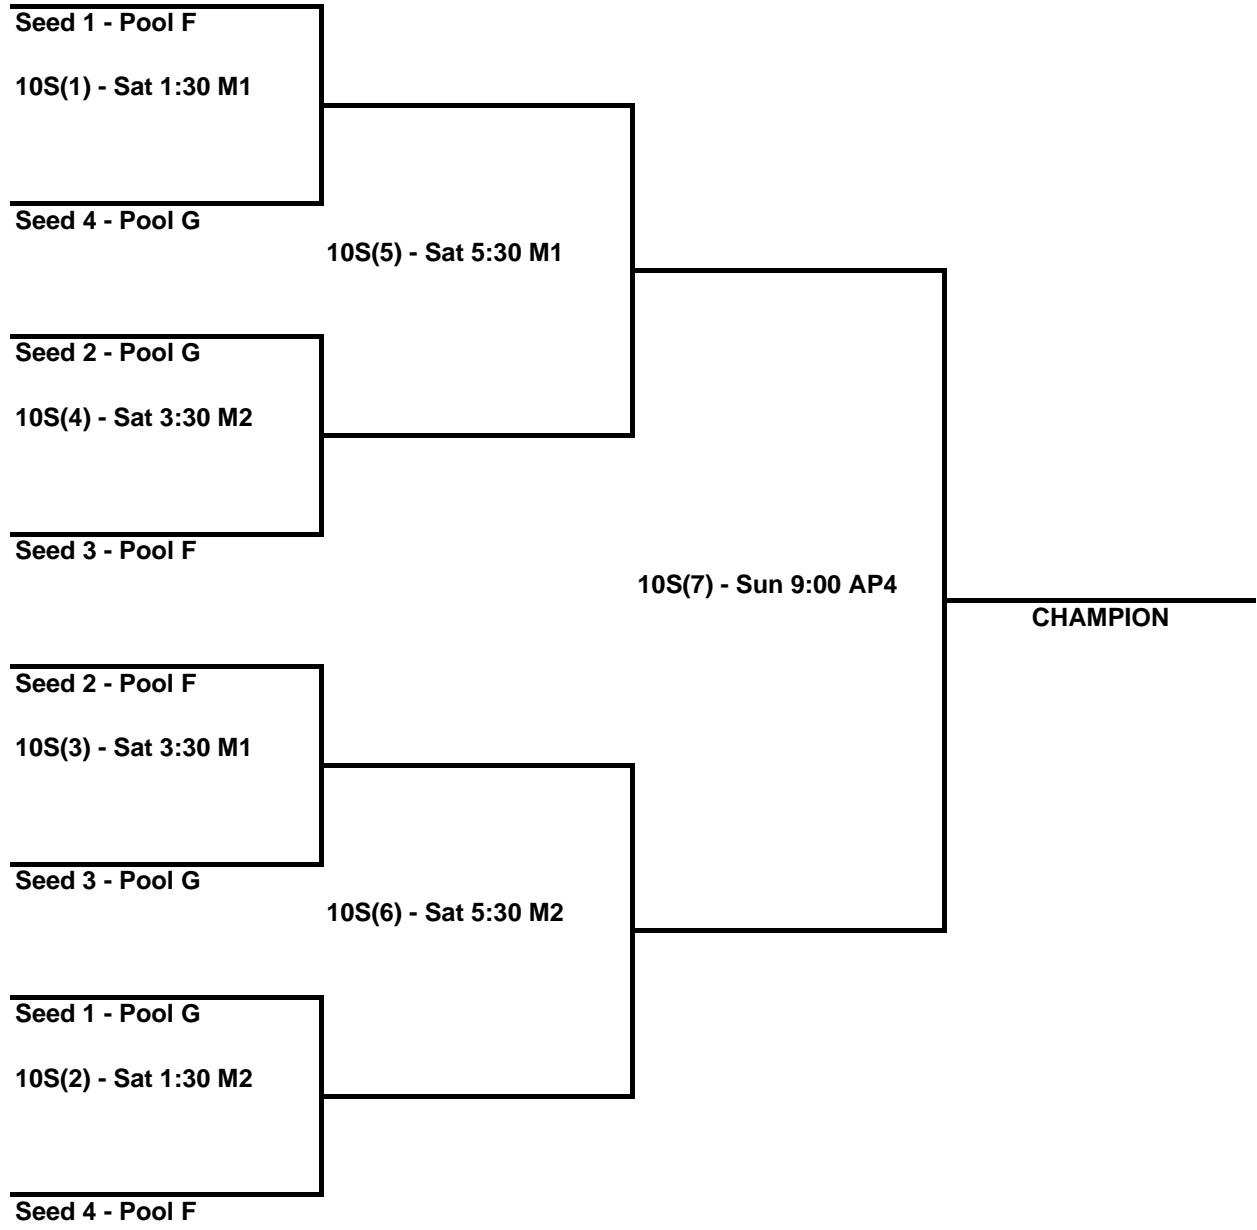 Seed 1 - Pool F
10S(1) - Sat 1:30 M1
Seed 4 - Pool G
10S(5) - Sat 5:30 M1
Seed 2 - Pool G
10S(4) - Sat 3:30 M2
Seed 3 - Pool F
10S(7) - Sun 9:00 AP4
CHAMPION
Seed 2 - Pool F
10S(3) - Sat 3:30 M1
Seed 3 - Pool G
10S(6) - Sat 5:30 M2
Seed 1 - Pool G
10S(2) - Sat 1:30 M2
Seed 4 - Pool F